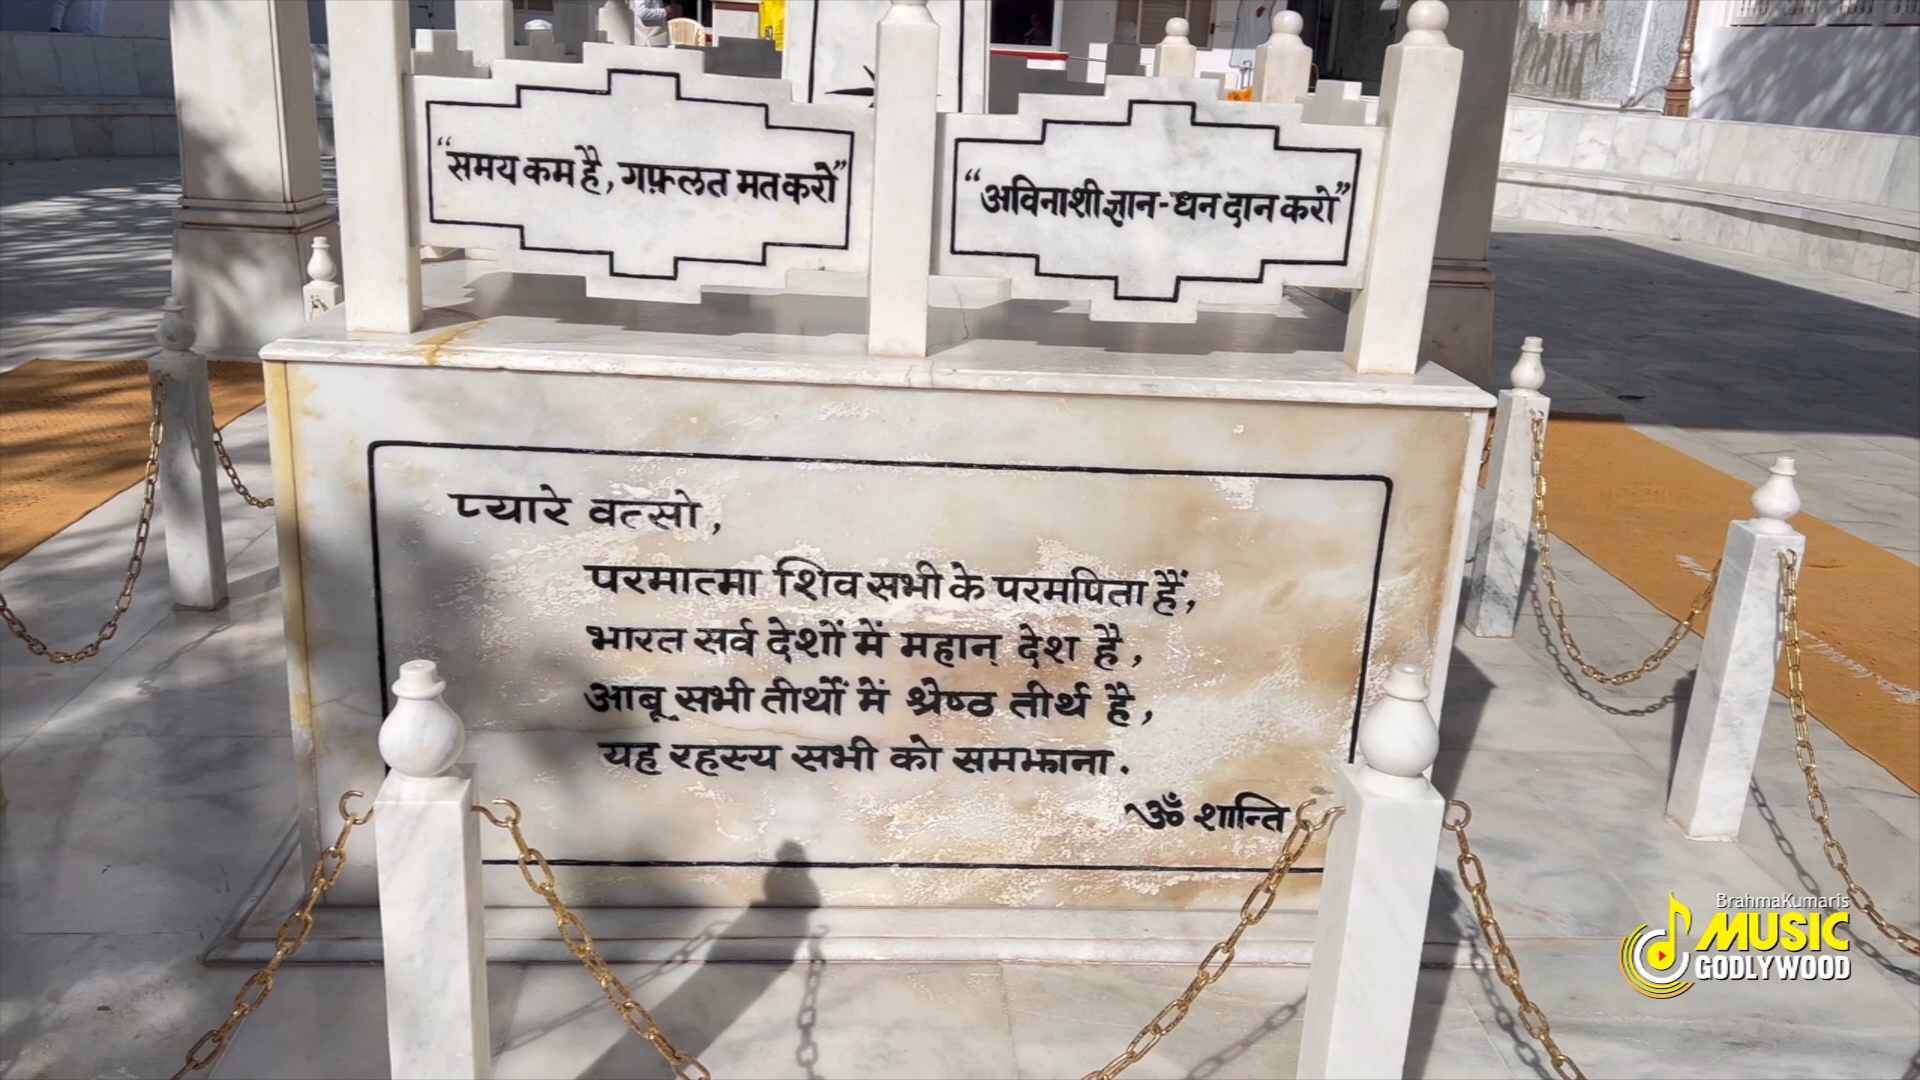 “समय कम है, गफ़लत मत करो”
“अविनाशी ज्ञान-धन दान करो”
प्यारे वत्सो,
परमात्मा शिव सभी के परमपिता हैं,
भारत सर्व देशों में महान् देश है,
आबू सभी तीर्थों में श्रेष्ठ तीर्थ है,
यह रहस्य सभी को समझाना.
ॐ शान्ति
BrahmaKumaris
MUSIC
GODLYWOOD